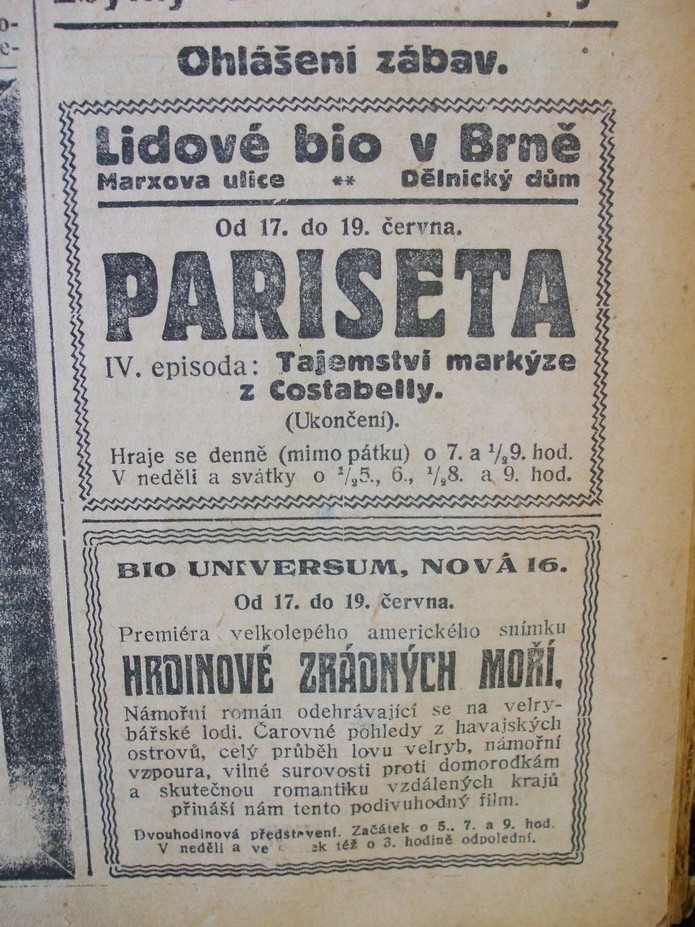 Ohlášení zábav.
Lidové bio v Brně
Marxova ulice ** Dělnický dům
Od 17. do 19. června.
PARISETA
IV. episoda: Tajemství markýze
z Costabelly.
(Ukončení).
Hraje se denně (mimo pátku) o 7. a ½9. hod.
V neděli a svátky o ½5., 6., ½8. a 9. hod.
BIO UNIVERSUM, NOVÁ 16.
Od 17. do 19. června.
Premiéra velkolepého amerického snímku
HRDINOVÉ ZRÁDNÝCH MOŘÍ.
Námořní román odehrávající se na velry-
bářské lodi. Čarovné pohledy z havajských
ostrovů, celý průběh lovu velryb, námořní
vzpoura, vilné surovosti proti domorodkám
a skutečnou romantiku vzdálených krajů
přináší nám tento podivuhodný film.
Dvouhodinová představení. Začátek o 5., 7. a 9. hod.
V neděli a ve též o 3. hodině odpolední.